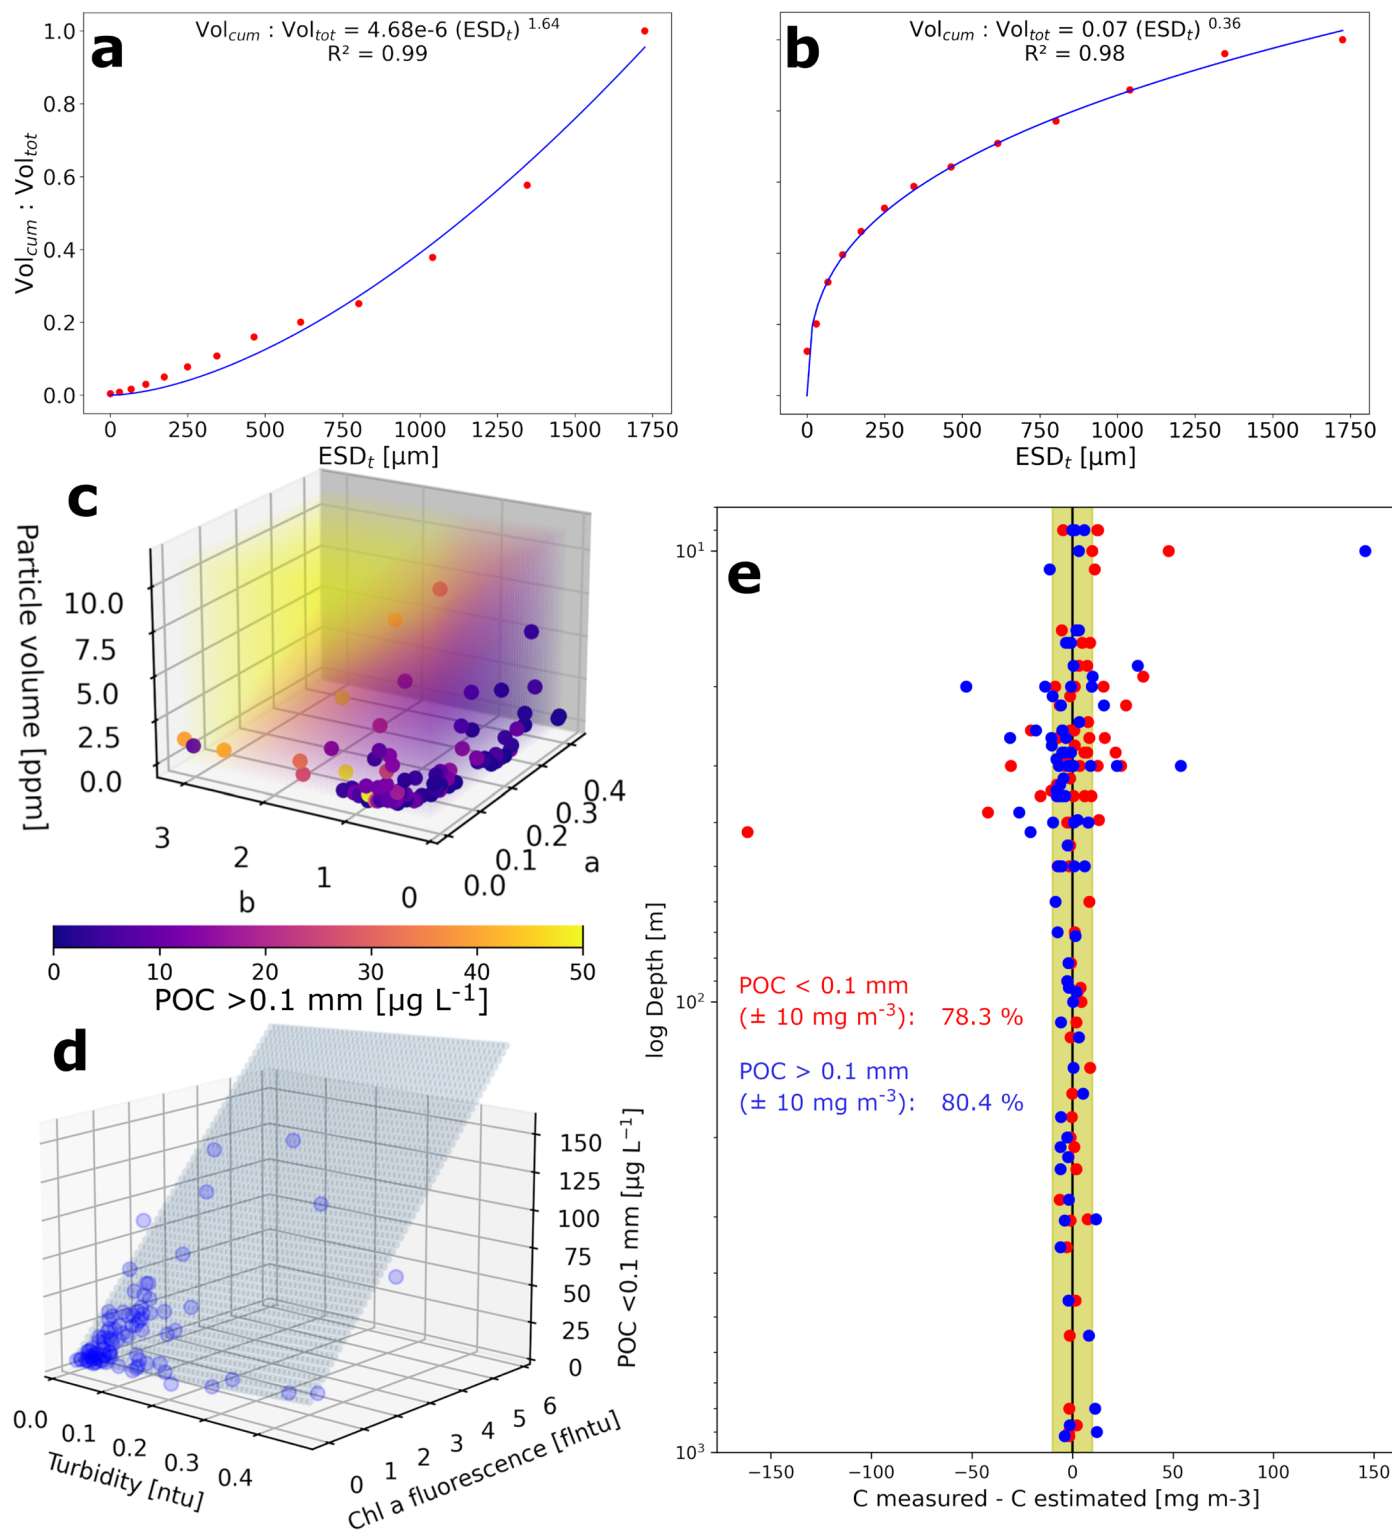 a
Vol_cum : Vol_tot = 4.68e-6 (ESD_t) ^1.64
R² = 0.99
1.0
0.8
0.6
0.4
0.2
0.0
Vol_cum : Vol_tot
0 250 500 750 1000 1250 1500 1750
ESD_t [µm]
b
Vol_cum : Vol_tot = 0.07 (ESD_t) ^0.36
R² = 0.98
0 250 500 750 1000 1250 1500 1750
ESD_t [µm]
c
Particle volume [ppm]
10.0
7.5
5.0
2.5
0.0
3 2 1 0
b
0.0 0.1 0.2 0.3 0.4
a
0 10 20 30 40 50
POC >0.1 mm [µg L⁻¹]
d
150
125
100
75
50
25
0
POC <0.1 mm [µg L⁻¹]
0.0 0.1 0.2 0.3 0.4
Turbidity [ntu]
0 1 2 3 4 5 6
Chl a fluorescence [flntu]
e
10¹
10²
10³
log Depth [m]
POC < 0.1 mm
(± 10 mg m⁻³): 78.3 %
POC > 0.1 mm
(± 10 mg m⁻³): 80.4 %
−150 −100 −50 0 50 100 150
C measured - C estimated [mg m-3]